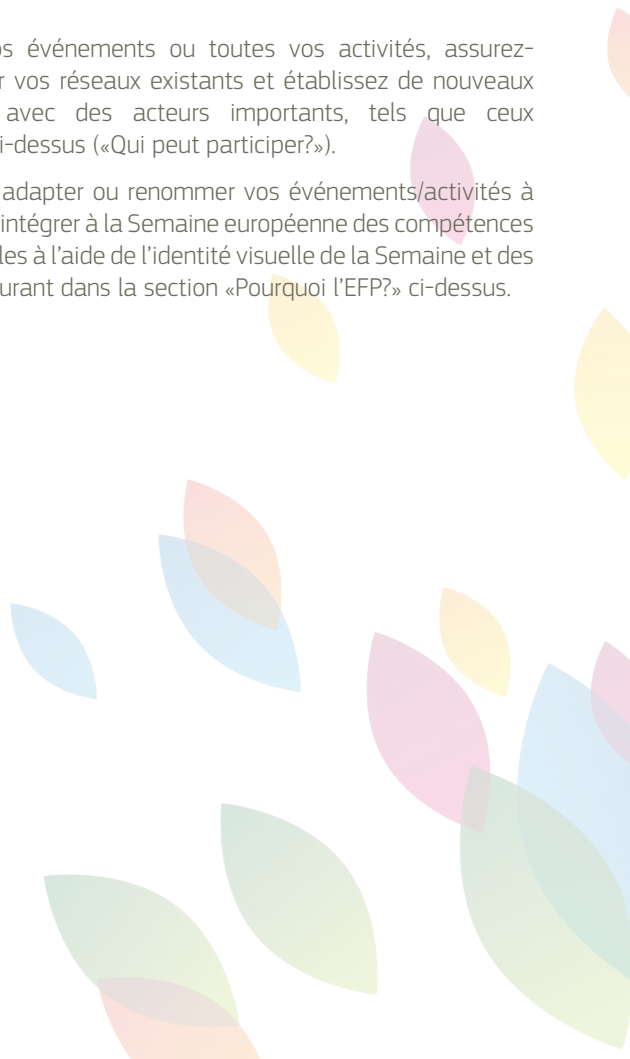 os événements ou toutes vos activités, assurez-
r vos réseaux existants et établissez de nouveaux
avec des acteurs importants, tels que ceux
i-dessus («Qui peut participer?»).
adapter ou renommer vos événements/activités à
intégrer à la Semaine européenne des compétences
les à l’aide de l’identité visuelle de la Semaine et des
urant dans la section «Pourquoi l’EFP?» ci-dessus.